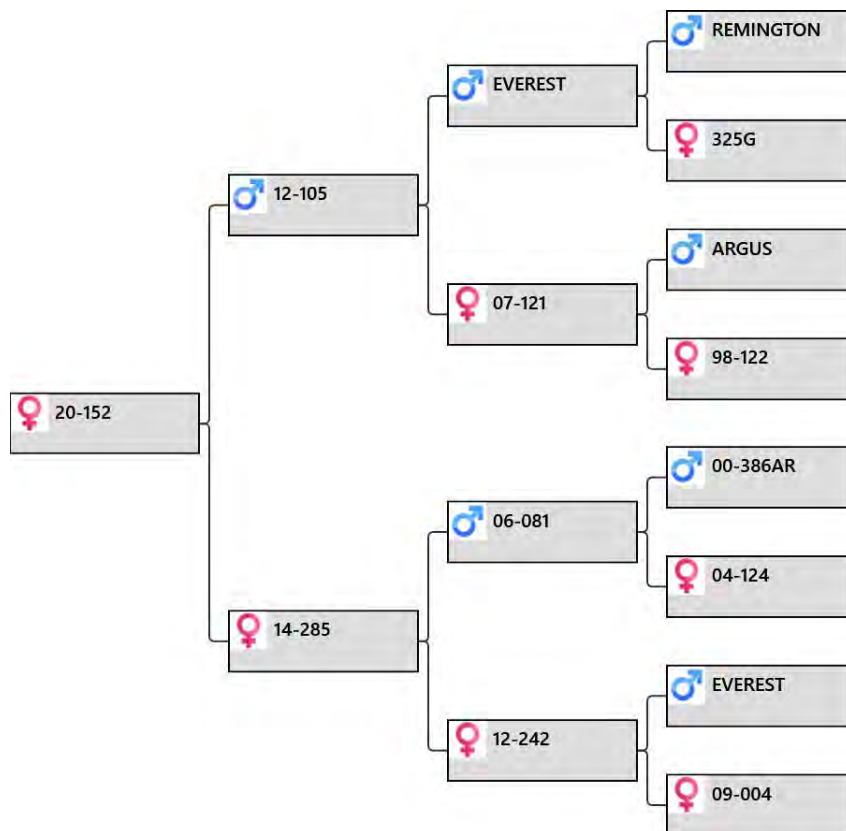 REMINGTON
EVEREST
325G
12-105
ARGUS
07-121
98-122
20-152
00-386AR
06-081
04-124
14-285
EVEREST
12-242
09-004